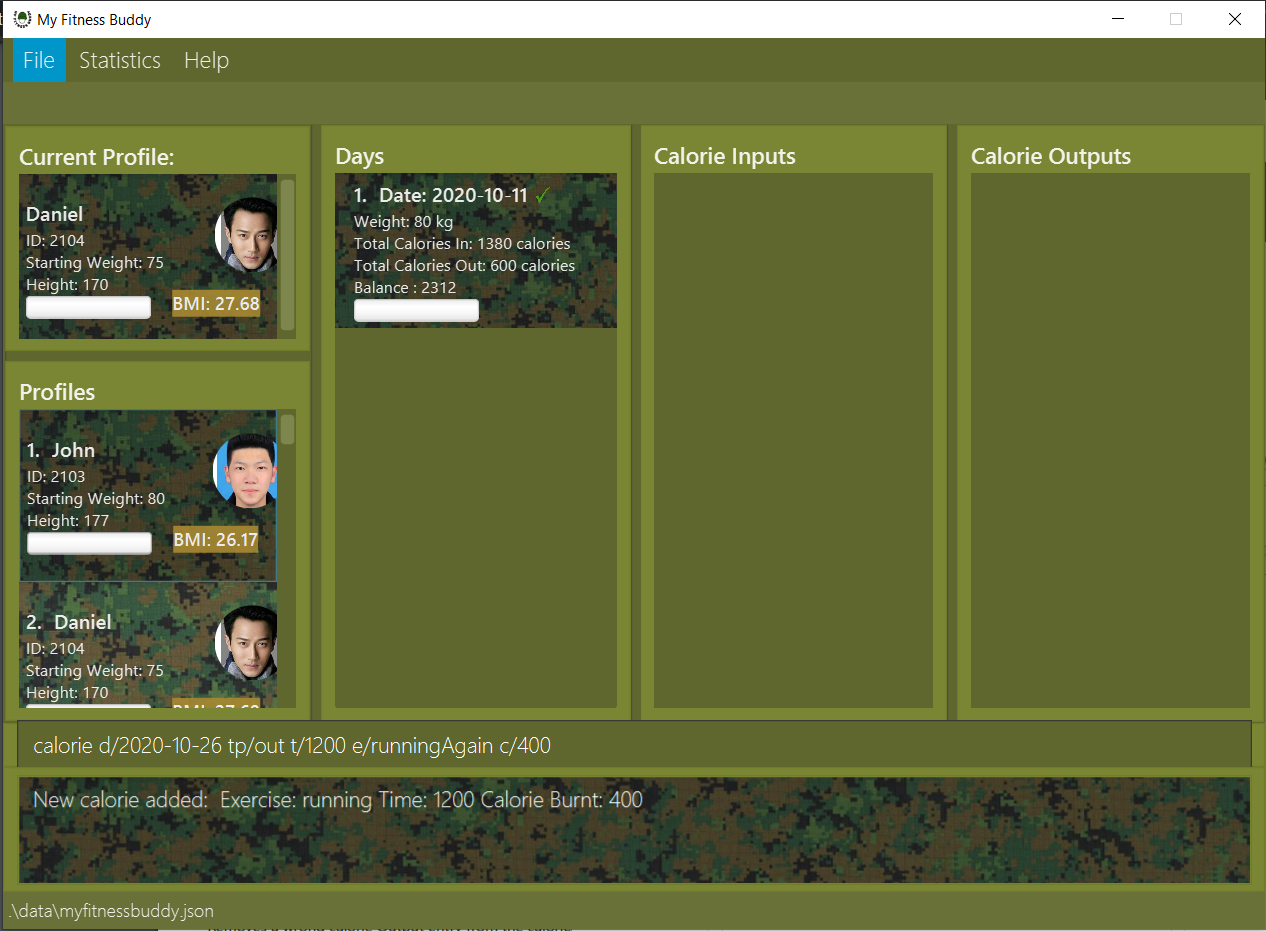 My Fitness Buddy
File Statistics Help
Current Profile:
Daniel
ID: 2104
Starting Weight: 75
Height: 170
BMI: 27.68
Profiles
1. John
ID: 2103
Starting Weight: 80
Height: 177
BMI: 26.17
2. Daniel
ID: 2104
Starting Weight: 75
Height: 170
BMI: 27.68
Days
1. Date: 2020-10-11 ✓
Weight: 80 kg
Total Calories In: 1380 calories
Total Calories Out: 600 calories
Balance : 2312
Calorie Inputs
Calorie Outputs
calorie d/2020-10-26 tp/out t/1200 e/runningAgain c/400
New calorie added: Exercise: running Time: 1200 Calorie Burnt: 400
.\data\myfitnessbuddy.json